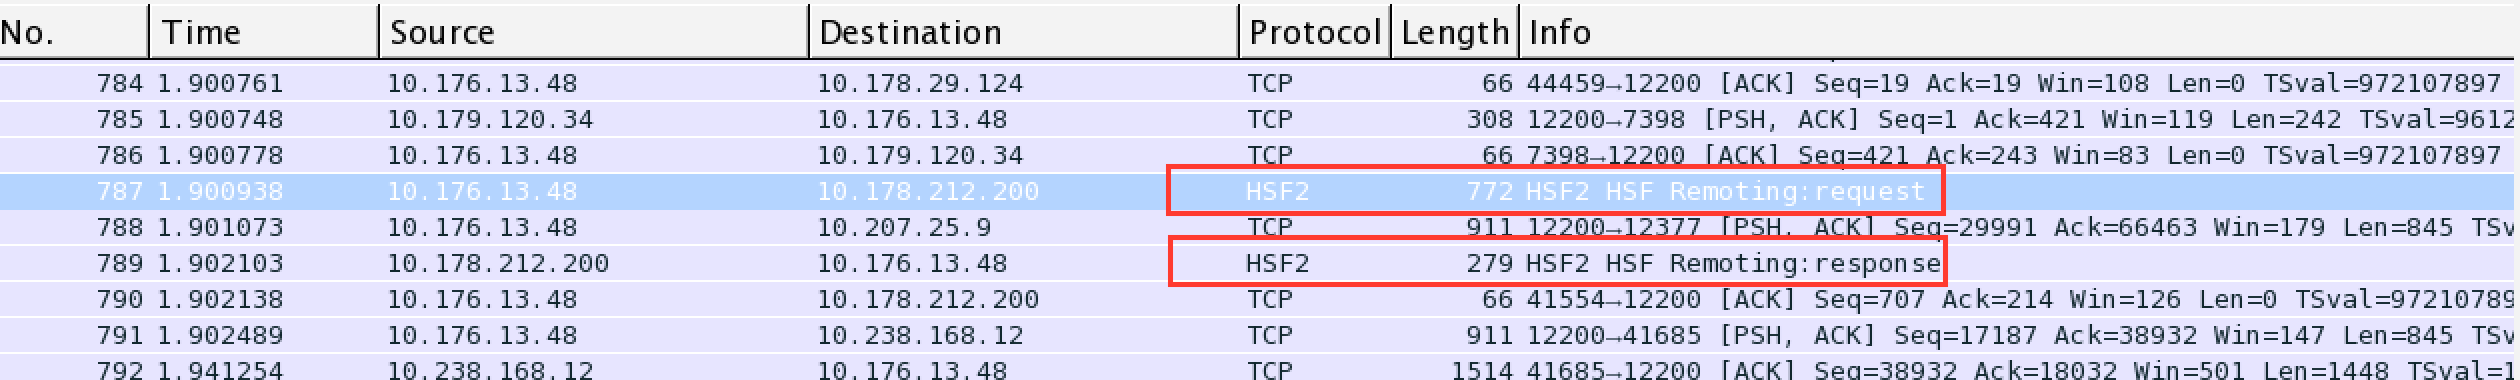 No. Time Source Destination Protocol Length Info
784 1.900761 10.176.13.48 10.178.29.124 TCP 66 44459→12200 [ACK] Seq=19 Ack=19 Win=108 Len=0 TSval=972107897
785 1.900748 10.179.120.34 10.176.13.48 TCP 308 12200→7398 [PSH, ACK] Seq=1 Ack=421 Win=119 Len=242 TSval=9612
786 1.900778 10.176.13.48 10.179.120.34 TCP 66 7398→12200 [ACK] Seq=421 Ack=243 Win=83 Len=0 TSval=972107897
787 1.900938 10.176.13.48 10.178.212.200 HSF2 772 HSF2 HSF Remoting:request
788 1.901073 10.176.13.48 10.207.25.9 TCP 911 12200→12377 [PSH, ACK] Seq=29991 Ack=66463 Win=179 Len=845 TSv
789 1.902103 10.178.212.200 10.176.13.48 HSF2 279 HSF2 HSF Remoting:response
790 1.902138 10.176.13.48 10.178.212.200 TCP 66 41554→12200 [ACK] Seq=707 Ack=214 Win=126 Len=0 TSval=97210789
791 1.902489 10.176.13.48 10.238.168.12 TCP 911 12200→41685 [PSH, ACK] Seq=17187 Ack=38932 Win=147 Len=845 TSv
792 1.941254 10.238.168.12 10.176.13.48 TCP 1514 41685→12200 [ACK] Seq=38932 Ack=18032 Win=501 Len=1448 TSval=1